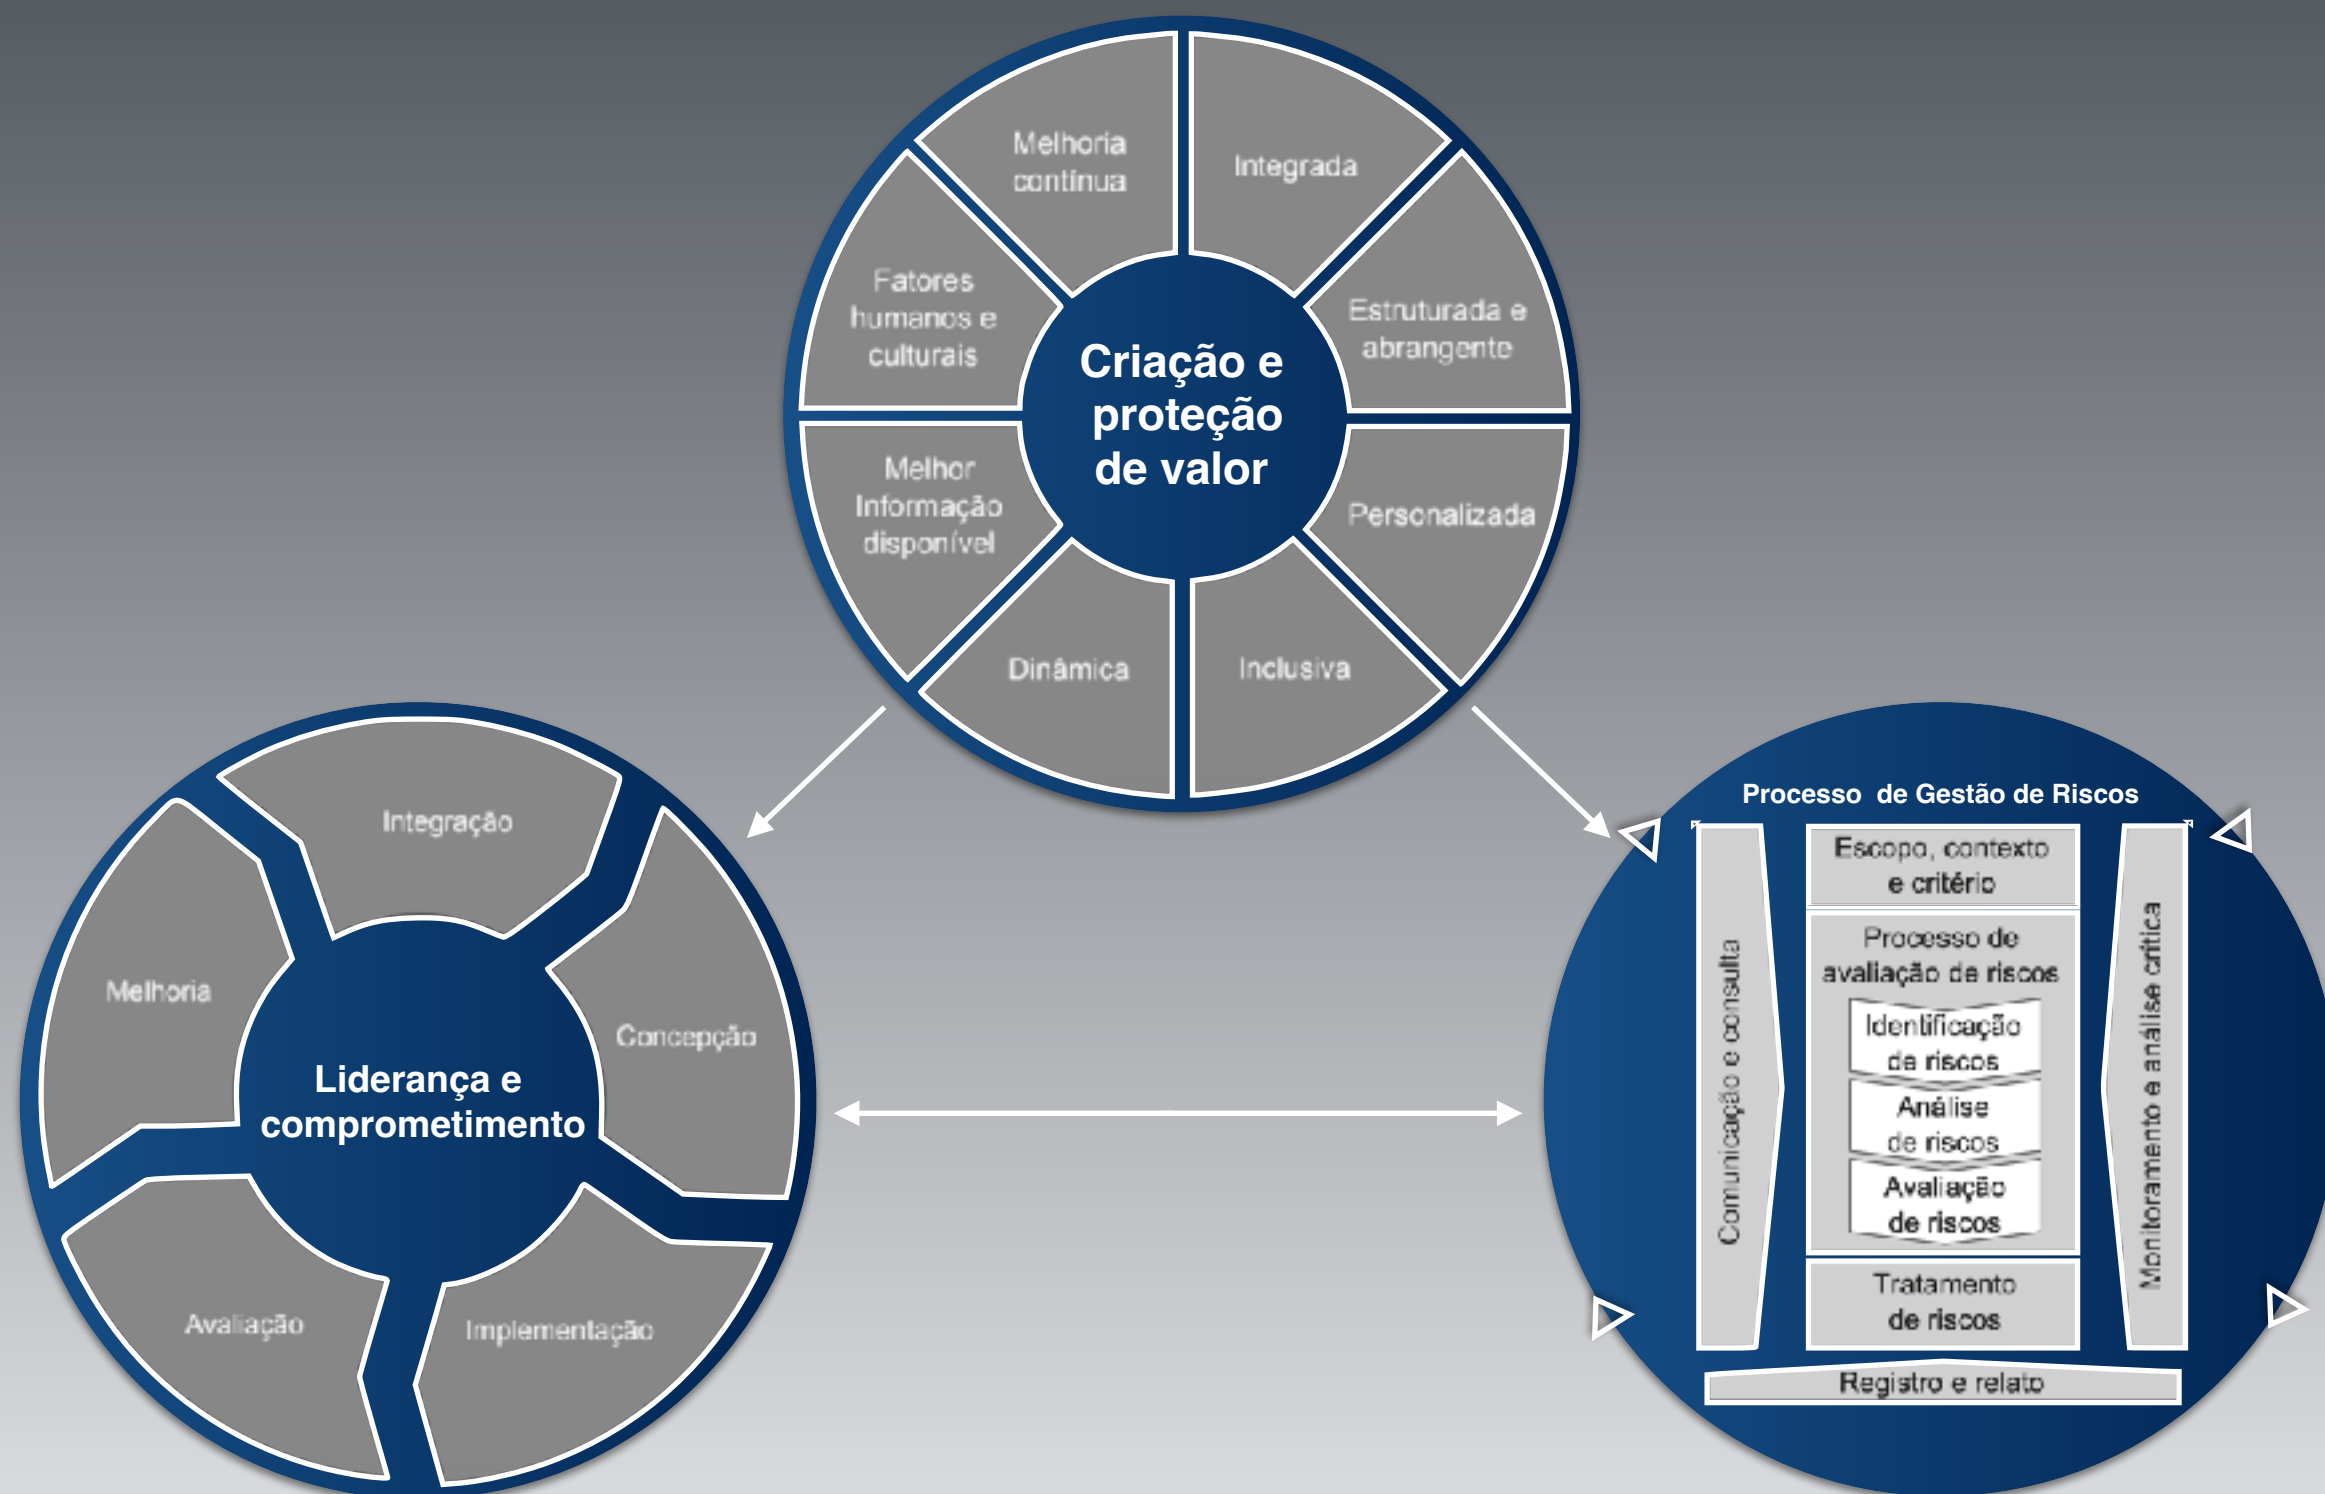 Melhoria
contínua
Integrada
Fatores
humanos e
culturais
Estruturada e
abrangente
Criação e
proteção
de valor
Melhor
Informação
disponível
Personalizada
Dinâmica
Inclusiva
Integração
Melhoria
Concepção
Liderança e
comprometimento
Avaliação
Implementação
Processo de Gestão de Riscos
Comunicação e consulta
Escopo, contexto
e critério
Processo de
avaliação de riscos
Identificação
de riscos
Análise
de riscos
Avaliação
de riscos
Tratamento
de riscos
Monitoramento e análise crítica
Registro e relato